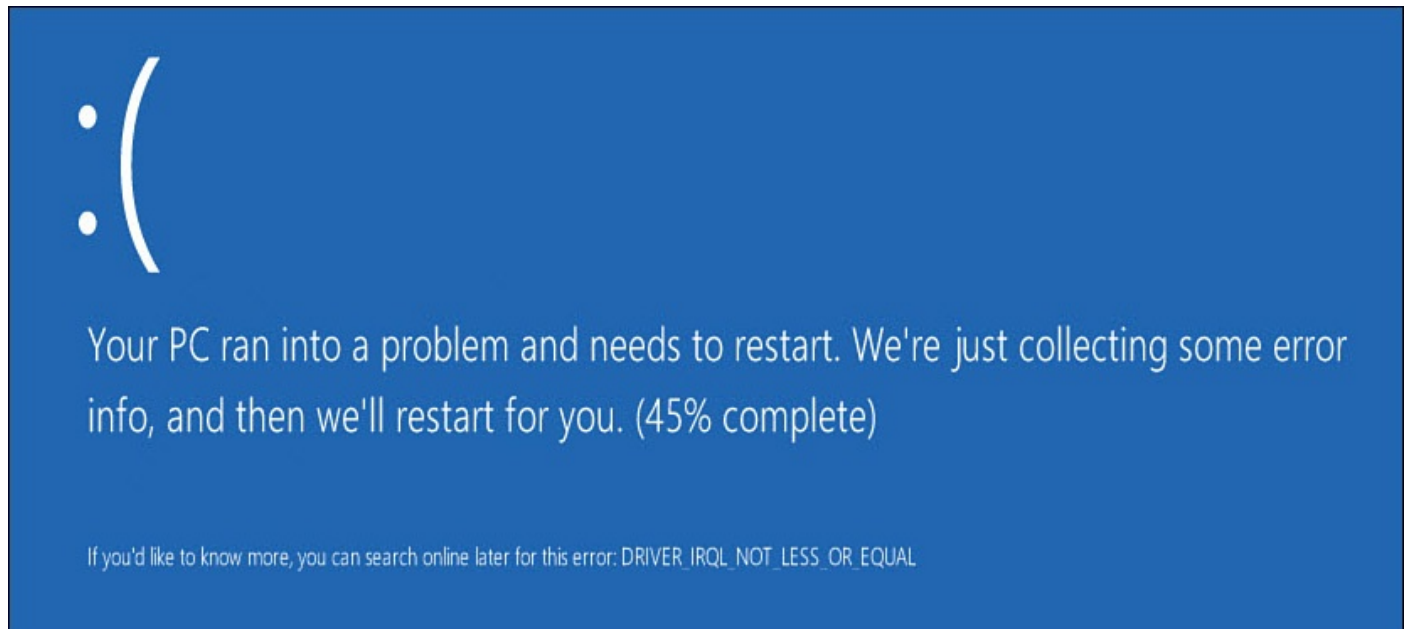 :(
Your PC ran into a problem and needs to restart. We're just collecting some error
info, and then we'll restart for you. (45% complete)
If you'd like to know more, you can search online later for this error: DRIVER_IRQL_NOT_LESS_OR_EQUAL